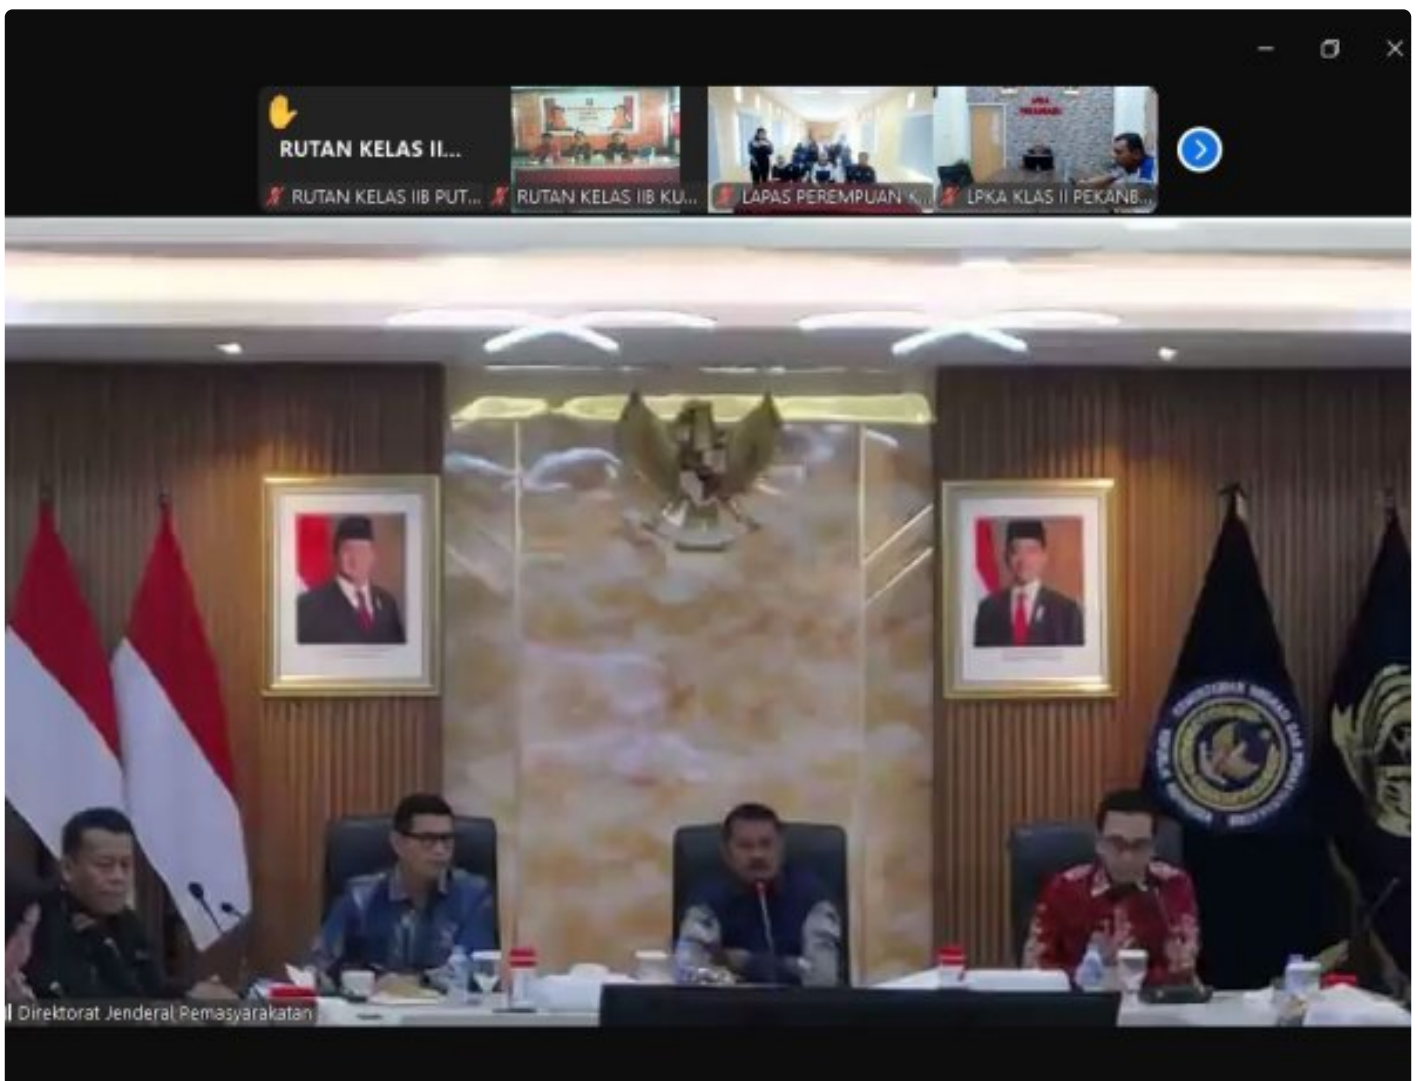 RUTAN KELAS II...
RUTAN KELAS IIB PUT...
RUTAN KELAS IIB KU...
LAPAS PEREMPUAN K...
LPKA KLAS II PEKANB...
Direktorat Jenderal Pemasyarakatan